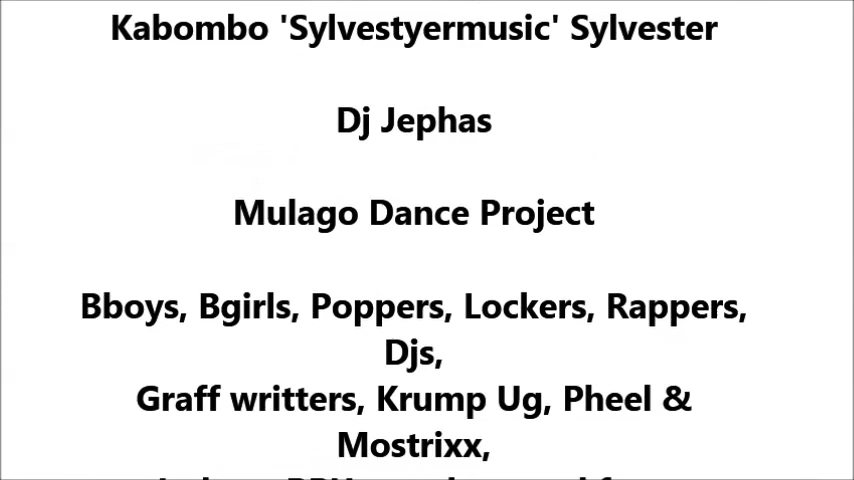 Kabombo 'Sylvestyermusic' Sylvester
Dj Jephas
Mulago Dance Project
Bboys, Bgirls, Poppers, Lockers, Rappers,
Djs,
Graff writters, Krump Ug, Pheel &
Mostrixx,